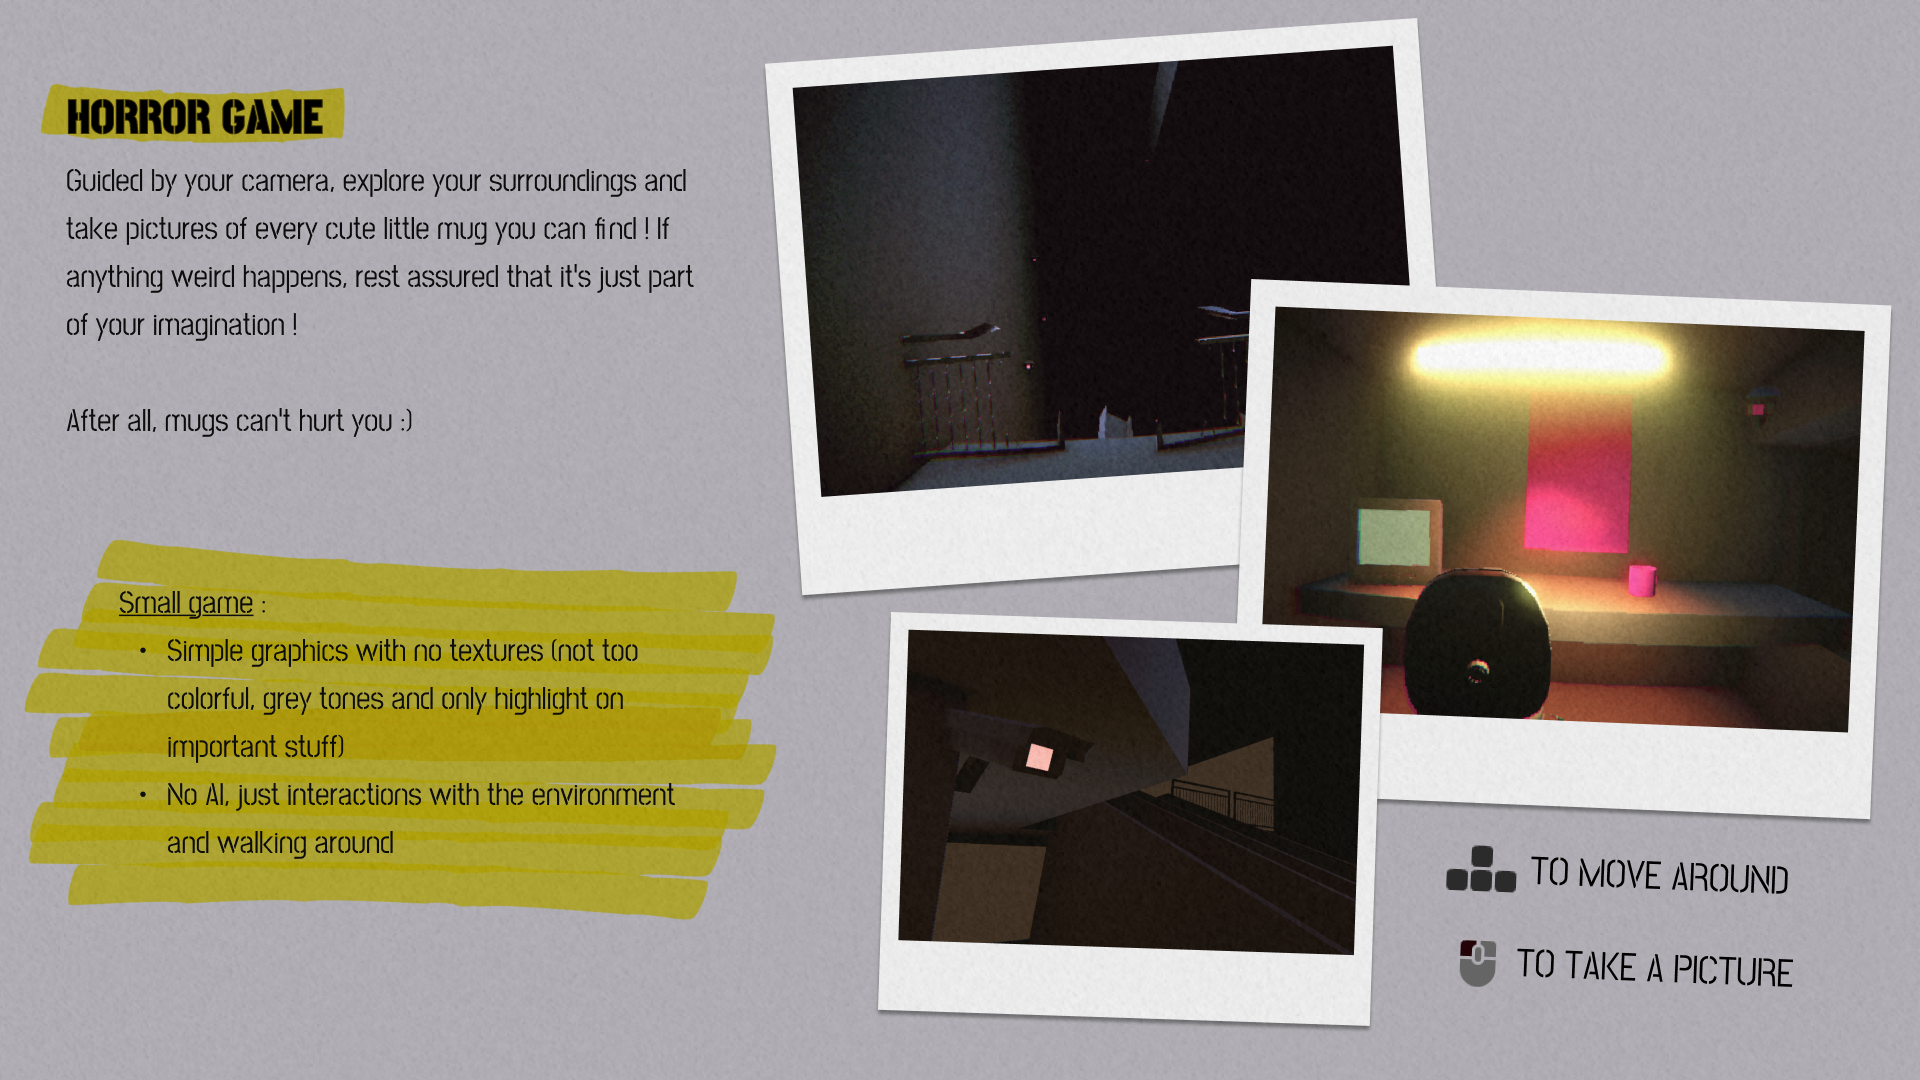 HORROR GAME
Guided by your camera, explore your surroundings and
take pictures of every cute little mug you can find ! If
anything weird happens, rest assured that it's just part
of your imagination !
After all, mugs can't hurt you :)
Small game :
• Simple graphics with no textures (not too
colorful, grey tones and only highlight on
important stuff)
• No AI, just interactions with the environment
and walking around
TO MOVE AROUND
TO TAKE A PICTURE